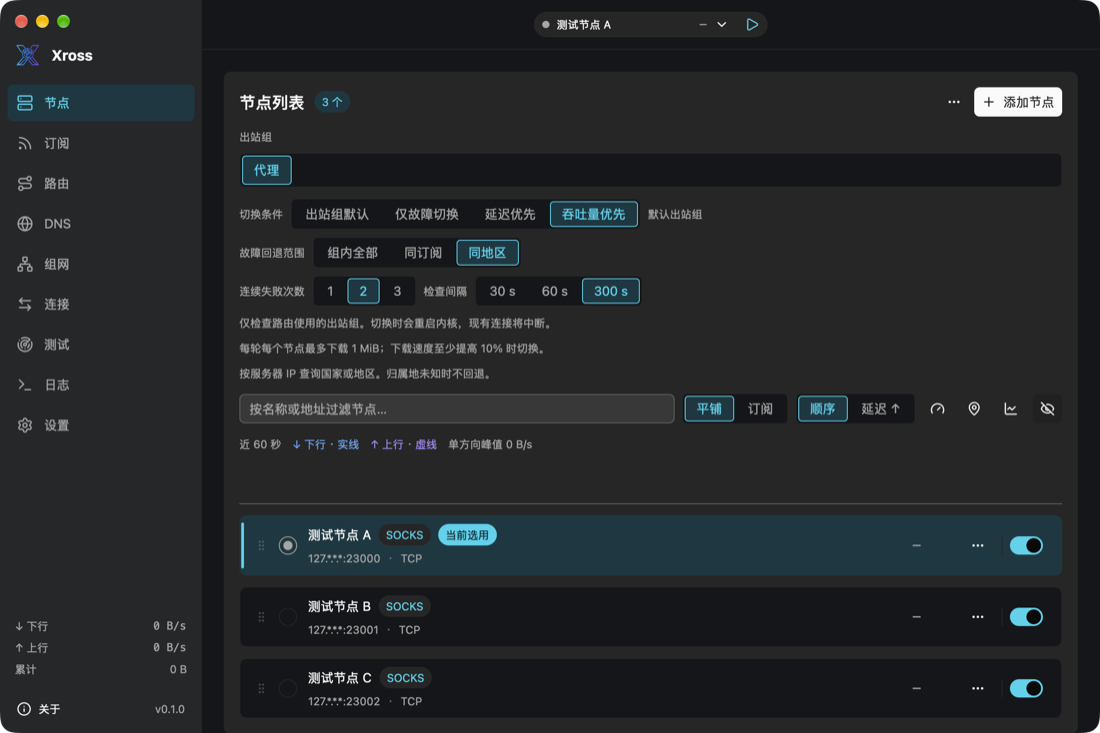 测试节点 A
Xross
节点
订阅
路由
DNS
组网
连接
测试
日志
设置
↓ 下行 0 B/s
↑ 上行 0 B/s
累计 0 B
关于 v0.1.0
节点列表 3 个 ··· + 添加节点
出站组
代理
切换条件 出站组默认 仅故障切换 延迟优先 吞吐量优先 默认出站组
故障回退范围 组内全部 同订阅 同地区
连续失败次数 1 2 3 检查间隔 30 s 60 s 300 s
仅检查路由使用的出站组。切换时会重启内核，现有连接将中断。
每轮每个节点最多下载 1 MiB；下载速度至少提高 10% 时切换。
按服务器 IP 查询国家或地区。归属地未知时不回退。
按名称或地址过滤节点... 平铺 订阅 顺序 延迟 ↑
近 60 秒 ↓ 下行 · 实线 ↑ 上行 · 虚线 单方向峰值 0 B/s
测试节点 A SOCKS 当前选用
127.*.*.*:23000 · TCP
测试节点 B SOCKS
127.*.*.*:23001 · TCP
测试节点 C SOCKS
127.*.*.*:23002 · TCP